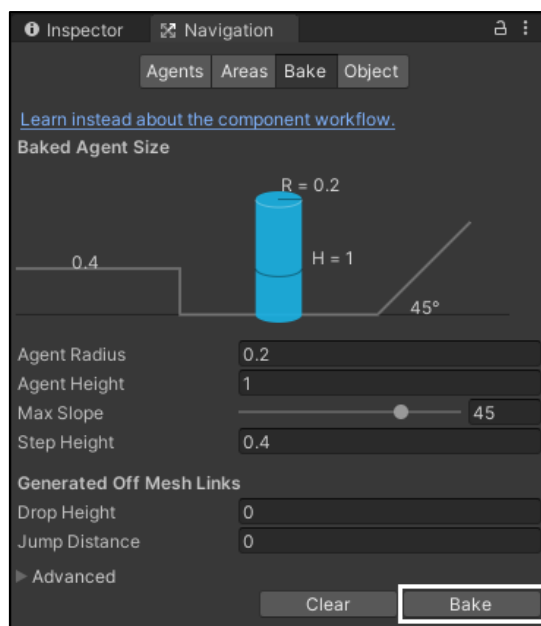 Inspector Navigation
Agents Areas Bake Object
Learn instead about the component workflow.
Baked Agent Size
R = 0.2
0.4
H = 1
45°
Agent Radius 0.2
Agent Height 1
Max Slope 45
Step Height 0.4
Generated Off Mesh Links
Drop Height 0
Jump Distance 0
Advanced
Clear Bake